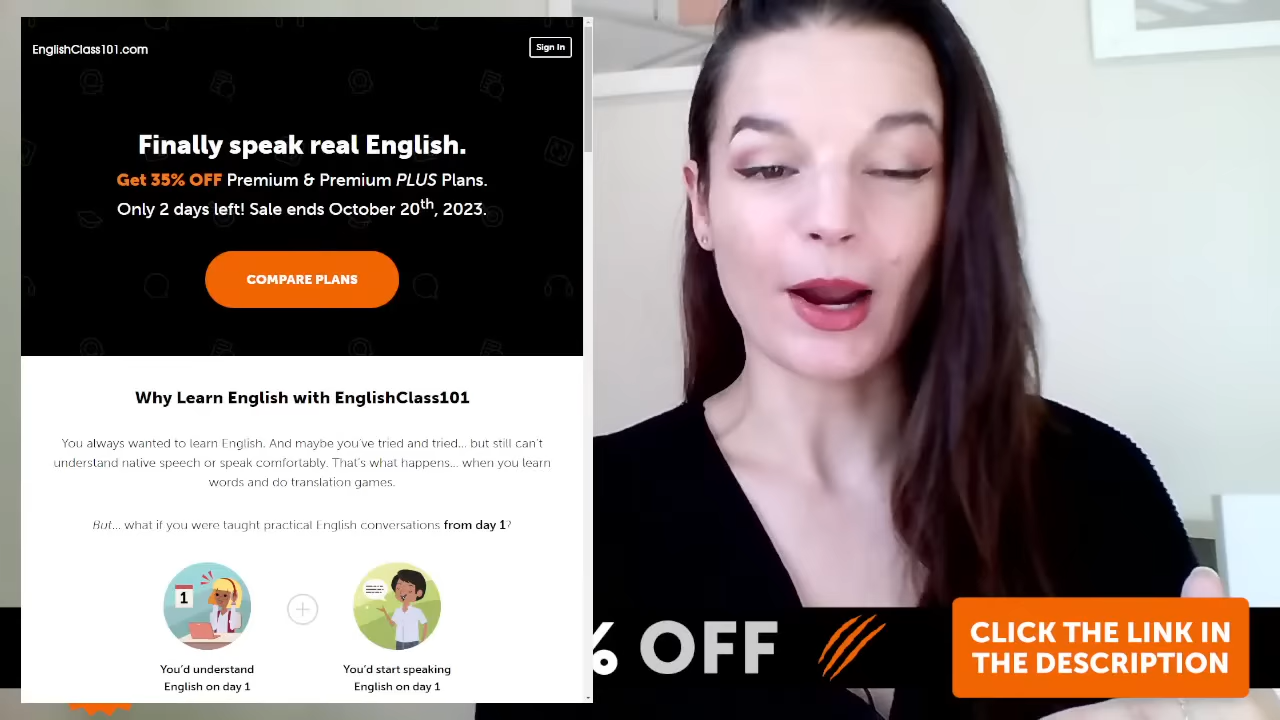 EnglishClass101.com
Sign In
Finally speak real English.
Get 35% OFF Premium & Premium PLUS Plans.
Only 2 days left! Sale ends October 20th, 2023.
COMPARE PLANS
Why Learn English with EnglishClass101
You always wanted to learn English. And maybe you've tried and tried... but still can't
understand native speech or speak comfortably. That's what happens... when you learn
words and do translation games.
But... what if you were taught practical English conversations from day 1?
1
You'd understand
English on day 1
You'd start speaking
English on day 1
% OFF
CLICK THE LINK IN
THE DESCRIPTION